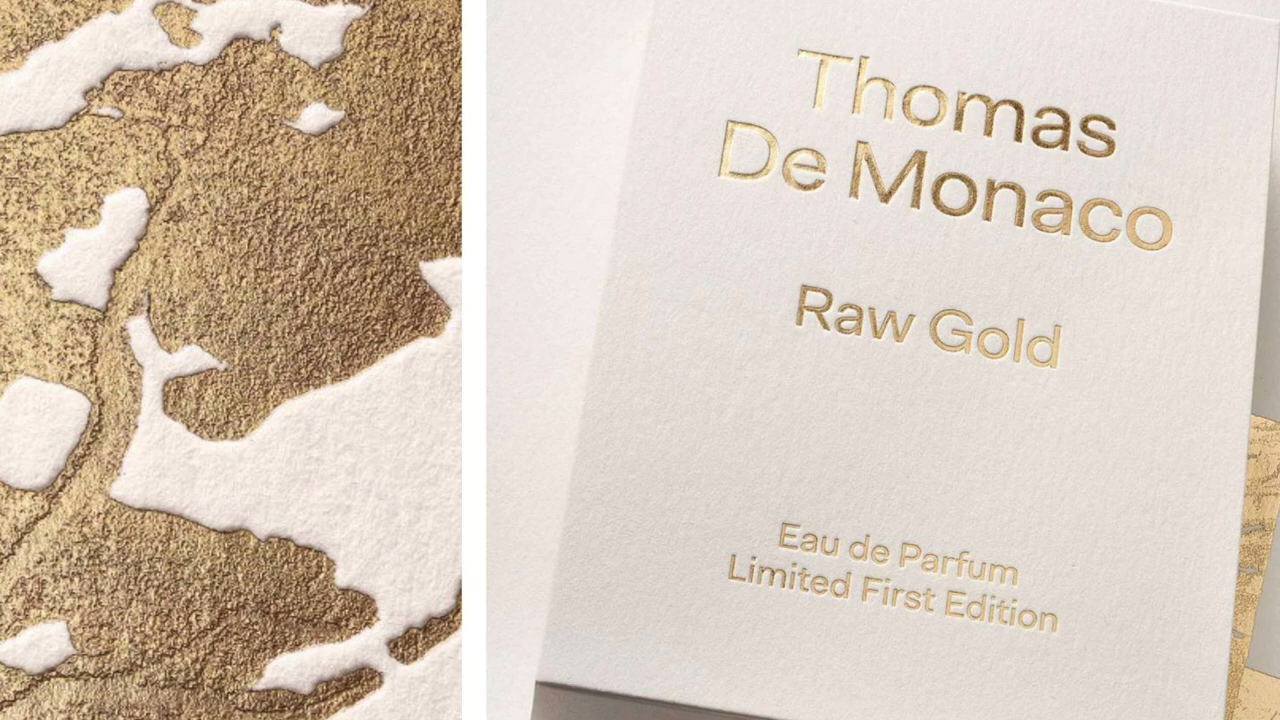 Thomas
De Monaco
Raw Gold
Eau de Parfum
Limited First Edition